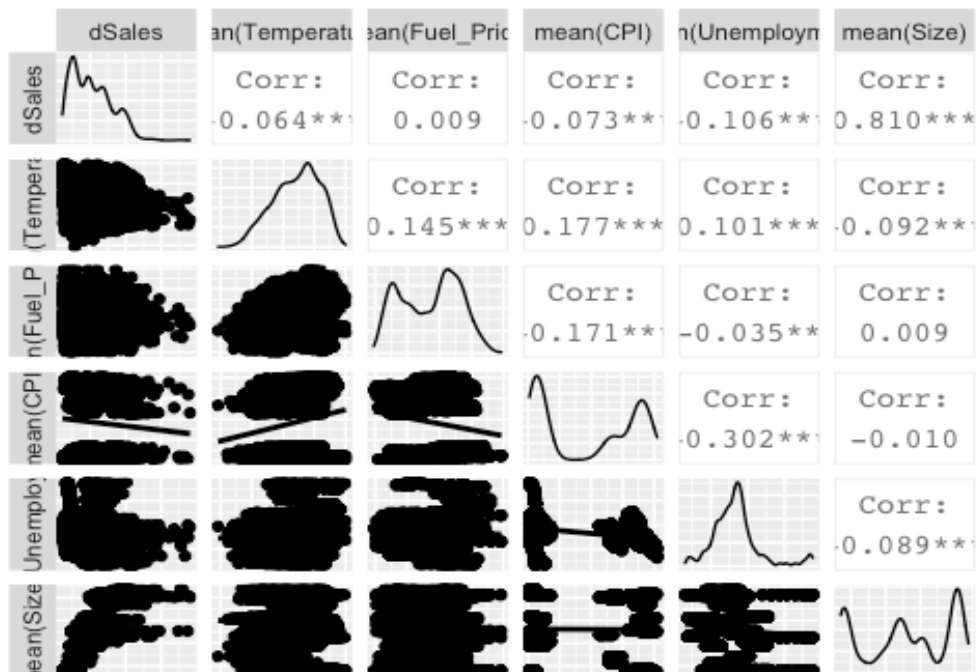 dSales an(Temperatu ean(Fuel_Pric mean(CPI) n(Unemploym mean(Size)
dSales
Corr: Corr: Corr: Corr: Corr:
-0.064** 0.009 -0.073** -0.106** 0.810***
(Tempera
Corr: Corr: Corr: Corr:
0.145*** 0.177*** 0.101*** -0.092**
n(Fuel_P
Corr: Corr: Corr:
-0.171** -0.035** 0.009
mean(CPI
Corr: Corr:
-0.302** -0.010
Unemploy
Corr:
-0.089**
ean(Size